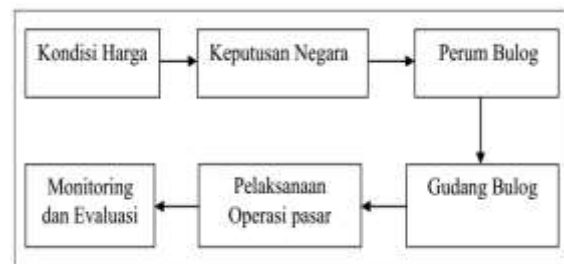 Kondisi Harga
Keputusan Negara
Perum Bulog
Gudang Bulog
Pelaksanaan
Operasi pasar
Monitoring
dan Evaluasi